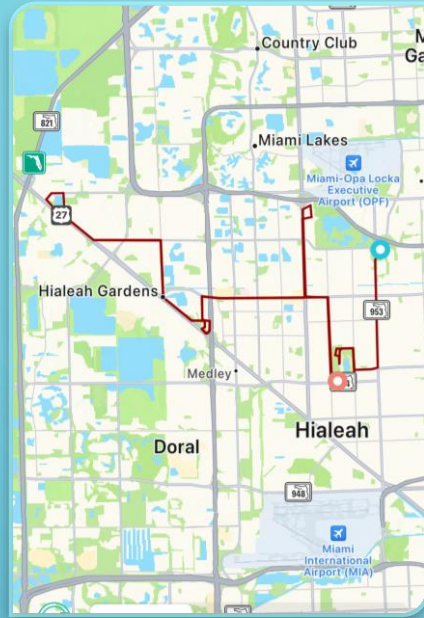 Country Club
M
Ga
821
Miami Lakes
Miami-Opa Locka
Executive
Airport (OPF)
27
Hialeah Gardens
953
Medley
Hialeah
Doral
948
Miami
International
Airport (MIA)